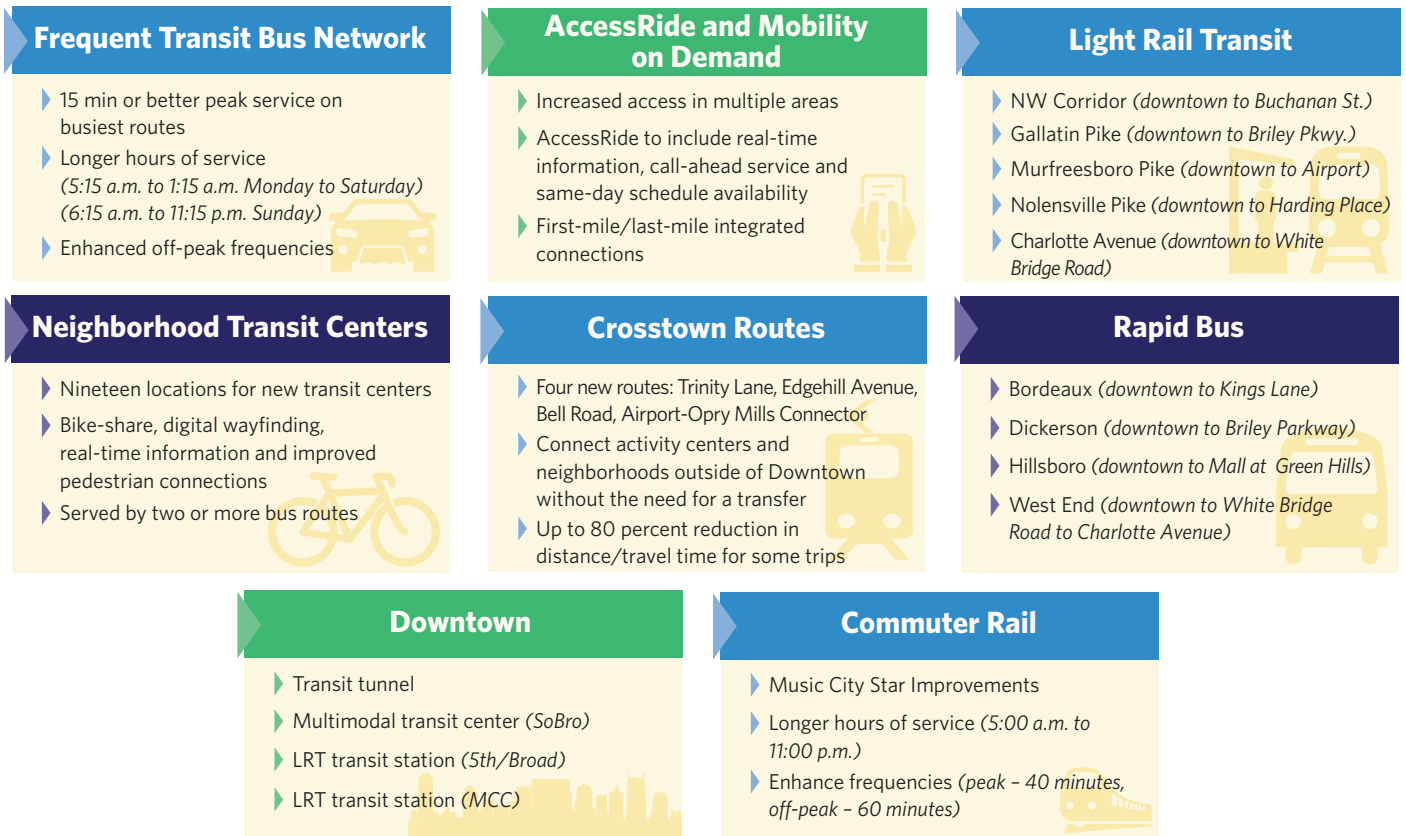 Frequent Transit Bus Network
15 min or better peak service on
busiest routes
Longer hours of service
(5:15 a.m. to 1:15 a.m. Monday to Saturday)
(6:15 a.m. to 11:15 p.m. Sunday)
Enhanced off-peak frequencies
AccessRide and Mobility
on Demand
Increased access in multiple areas
AccessRide to include real-time
information, call-ahead service and
same-day schedule availability
First-mile/last-mile integrated
connections
Light Rail Transit
NW Corridor (downtown to Buchanan St.)
Gallatin Pike (downtown to Briley Pkwy.)
Murfreesboro Pike (downtown to Airport)
Nolensville Pike (downtown to Harding Place)
Charlotte Avenue (downtown to White
Bridge Road)
Neighborhood Transit Centers
Nineteen locations for new transit centers
Bike-share, digital wayfinding,
real-time information and improved
pedestrian connections
Served by two or more bus routes
Crosstown Routes
Four new routes: Trinity Lane, Edgehill Avenue,
Bell Road, Airport-Opry Mills Connector
Connect activity centers and
neighborhoods outside of Downtown
without the need for a transfer
Up to 80 percent reduction in
distance/travel time for some trips
Rapid Bus
Bordeaux (downtown to Kings Lane)
Dickerson (downtown to Briley Parkway)
Hillsboro (downtown to Mall at Green Hills)
West End (downtown to White Bridge
Road to Charlotte Avenue)
Downtown
Transit tunnel
Multimodal transit center (SoBro)
LRT transit station (5th/Broad)
LRT transit station (MCC)
Commuter Rail
Music City Star Improvements
Longer hours of service (5:00 a.m. to
11:00 p.m.)
Enhance frequencies (peak – 40 minutes,
off-peak – 60 minutes)